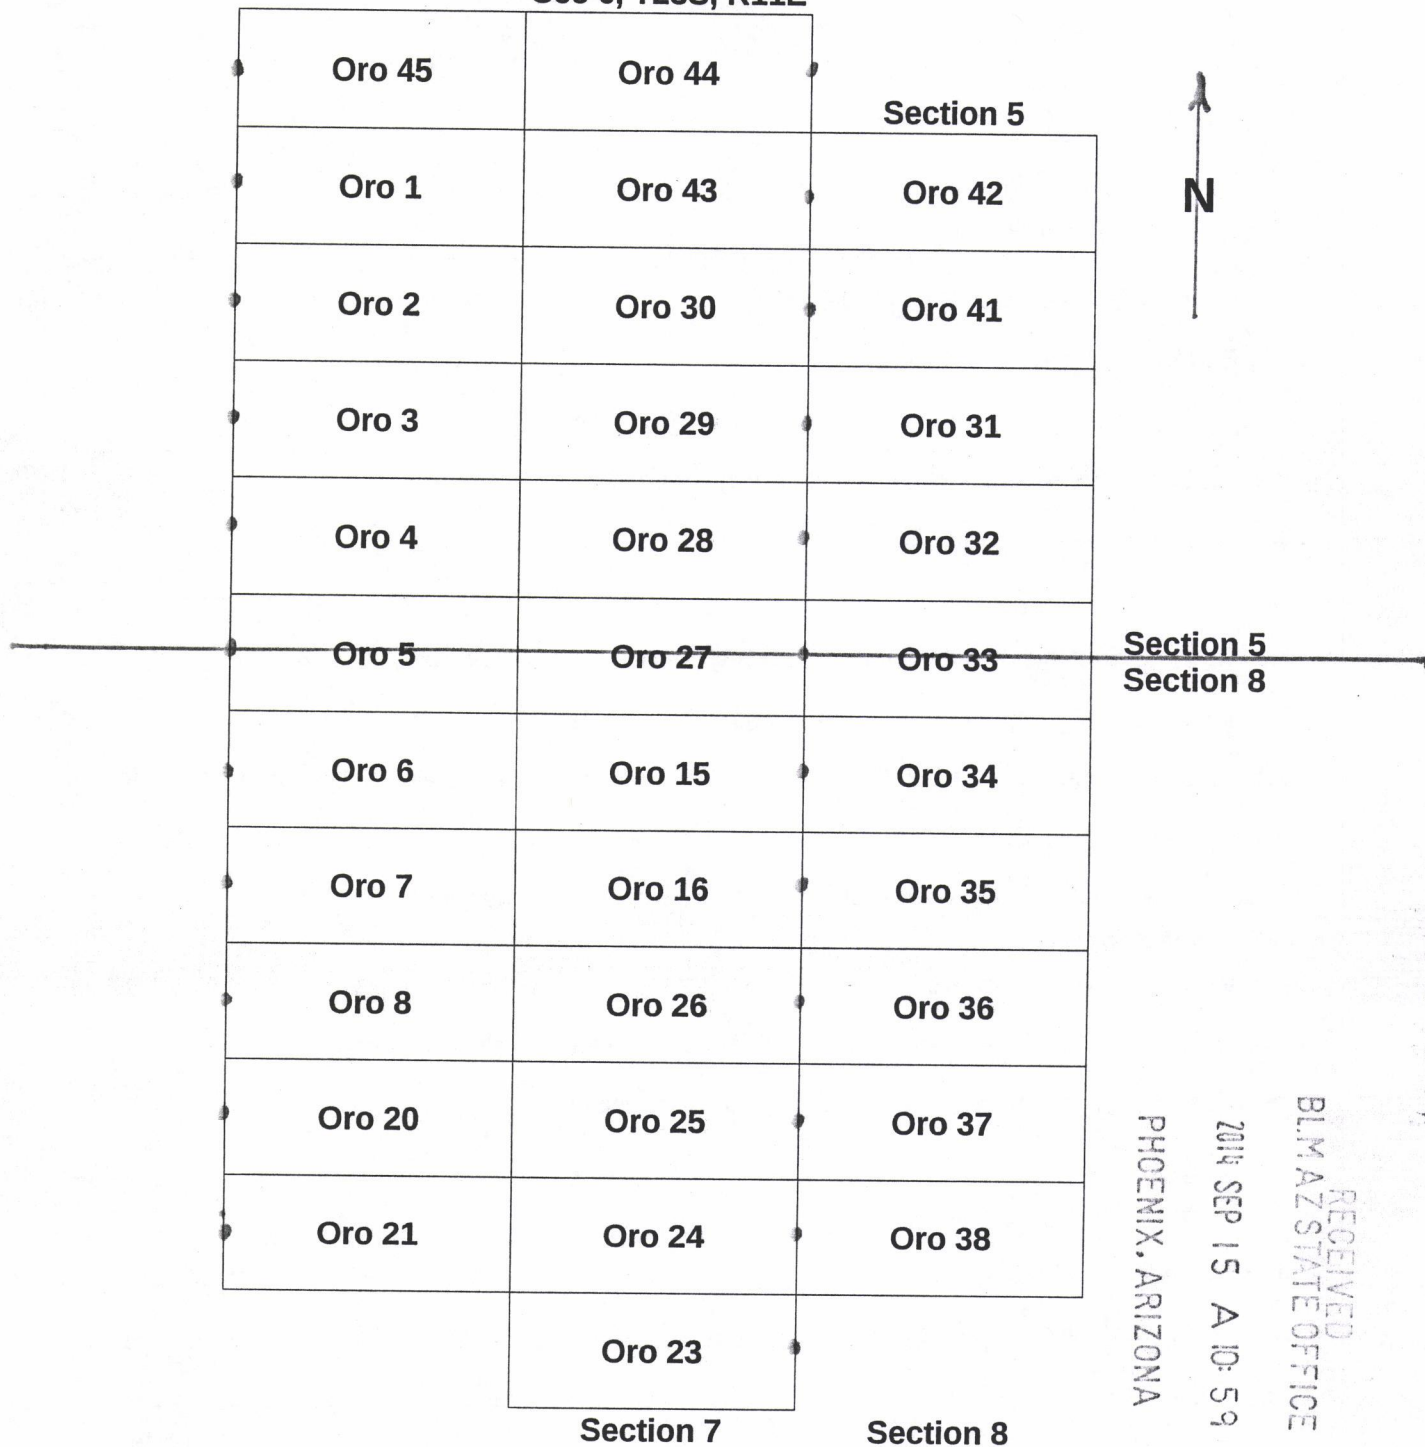 Oro 45 Oro 44
Section 5
Oro 1 Oro 43 Oro 42
N
Oro 2 Oro 30 Oro 41
Oro 3 Oro 29 Oro 31
Oro 4 Oro 28 Oro 32
Oro 5 Oro 27 Oro 33
Section 5
Section 8
Oro 6 Oro 15 Oro 34
Oro 7 Oro 16 Oro 35
Oro 8 Oro 26 Oro 36
Oro 20 Oro 25 Oro 37
Oro 21 Oro 24 Oro 38
Oro 23
Section 7 Section 8
RECEIVED
BLM AZ STATE OFFICE
2014 SEP 15 A 10: 59
PHOENIX, ARIZONA